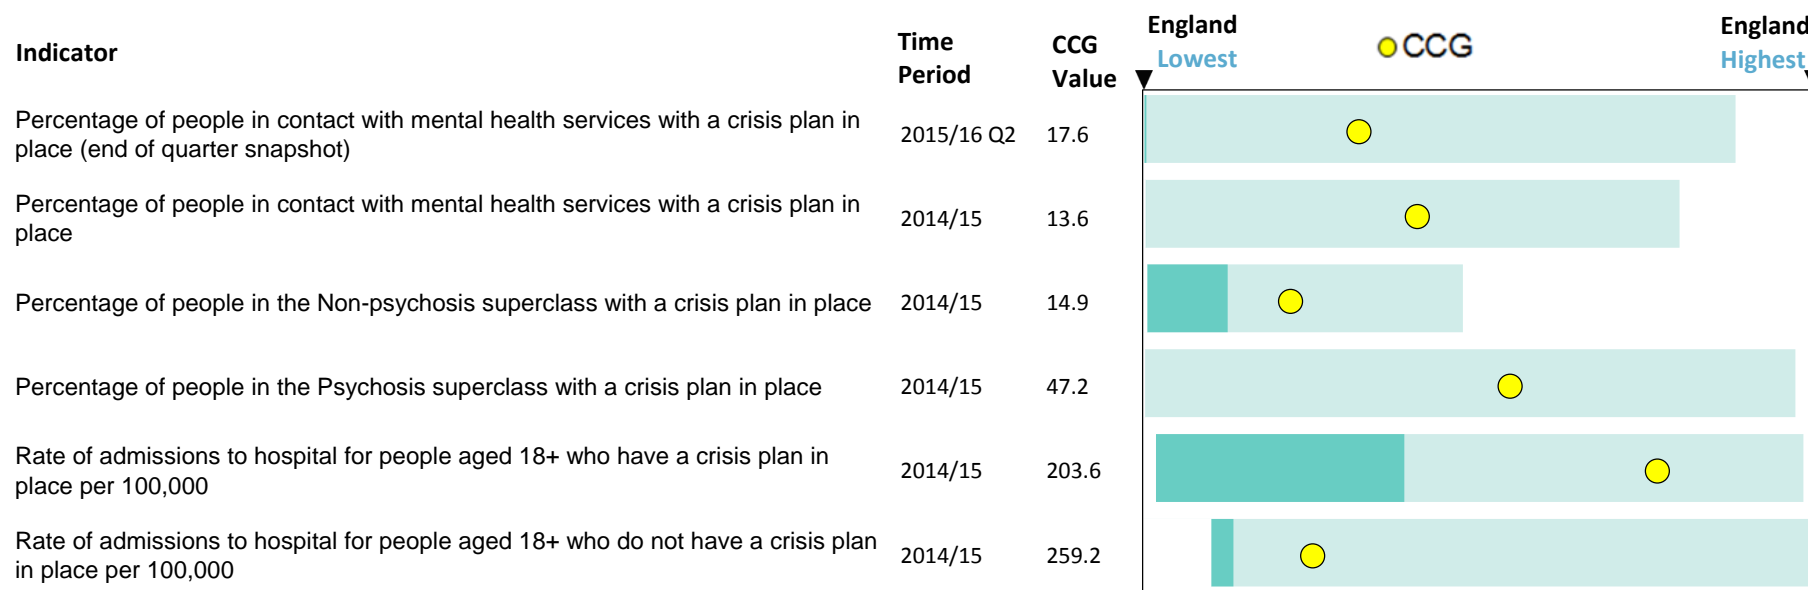 Indicator
Time
Period
CCG
Value
England
Lowest
CCG
England
Highest
Percentage of people in contact with mental health services with a crisis plan in
place (end of quarter snapshot)
2015/16 Q2
17.6
Percentage of people in contact with mental health services with a crisis plan in
place
2014/15
13.6
Percentage of people in the Non-psychosis superclass with a crisis plan in place
2014/15
14.9
Percentage of people in the Psychosis superclass with a crisis plan in place
2014/15
47.2
Rate of admissions to hospital for people aged 18+ who have a crisis plan in
place per 100,000
2014/15
203.6
Rate of admissions to hospital for people aged 18+ who do not have a crisis plan
in place per 100,000
2014/15
259.2